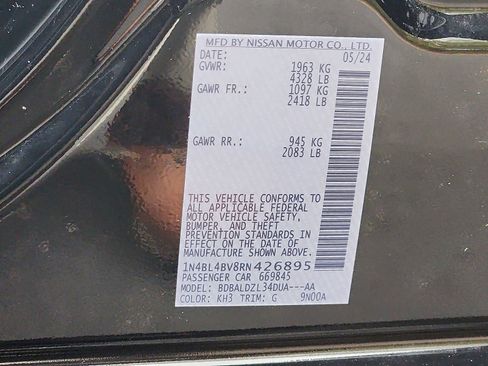 MFD BY NISSAN MOTOR CO., LTD.
DATE: 05/24
GVWR: 1963 KG
4328 LB
GAWR FR.: 1097 KG
2418 LB
GAWR RR.: 945 KG
2083 LB
THIS VEHICLE CONFORMS TO
ALL APPLICABLE FEDERAL
MOTOR VEHICLE SAFETY,
BUMPER, AND THEFT
PREVENTION STANDARDS IN
EFFECT ON THE DATE OF
MANUFACTURE SHOWN ABOVE.
1N4BL4BV8RN426895
PASSENGER CAR 669845
MODEL: BDBALDZL34DUA---AA
COLOR: KH3 TRIM: G 9N00A